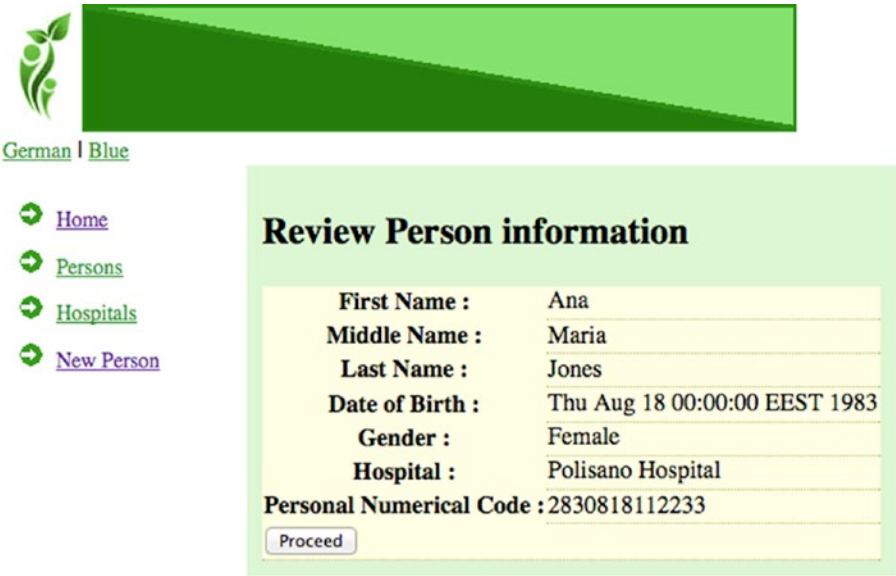 German | Blue
Home
Persons
Hospitals
New Person
Review Person information
First Name : Ana
Middle Name : Maria
Last Name : Jones
Date of Birth : Thu Aug 18 00:00:00 EEST 1983
Gender : Female
Hospital : Polisano Hospital
Personal Numerical Code : 2830818112233
Proceed